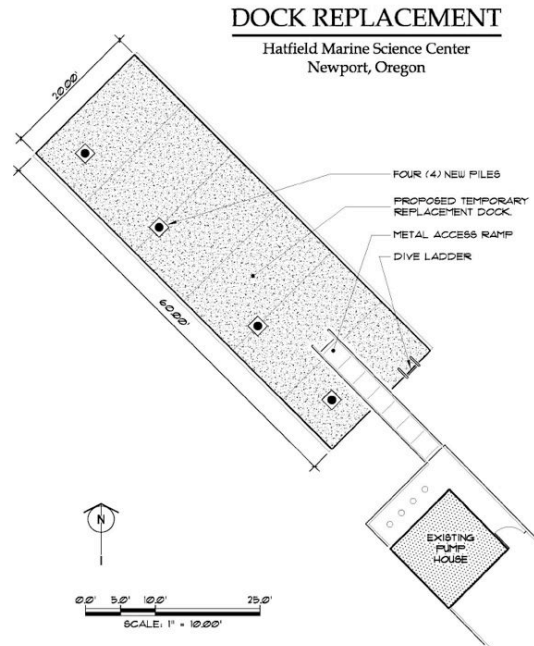 DOCK REPLACEMENT
Hatfield Marine Science Center
Newport, Oregon
20.00'
FOUR (4) NEW PILES
PROPOSED TEMPORARY
REPLACEMENT DOCK
METAL ACCESS RAMP
DIVE LADDER
60.00'
EXISTING
PUMP
HOUSE
N
0.0' 5.0' 10.0' 25.0'
SCALE: 1" = 10.00'